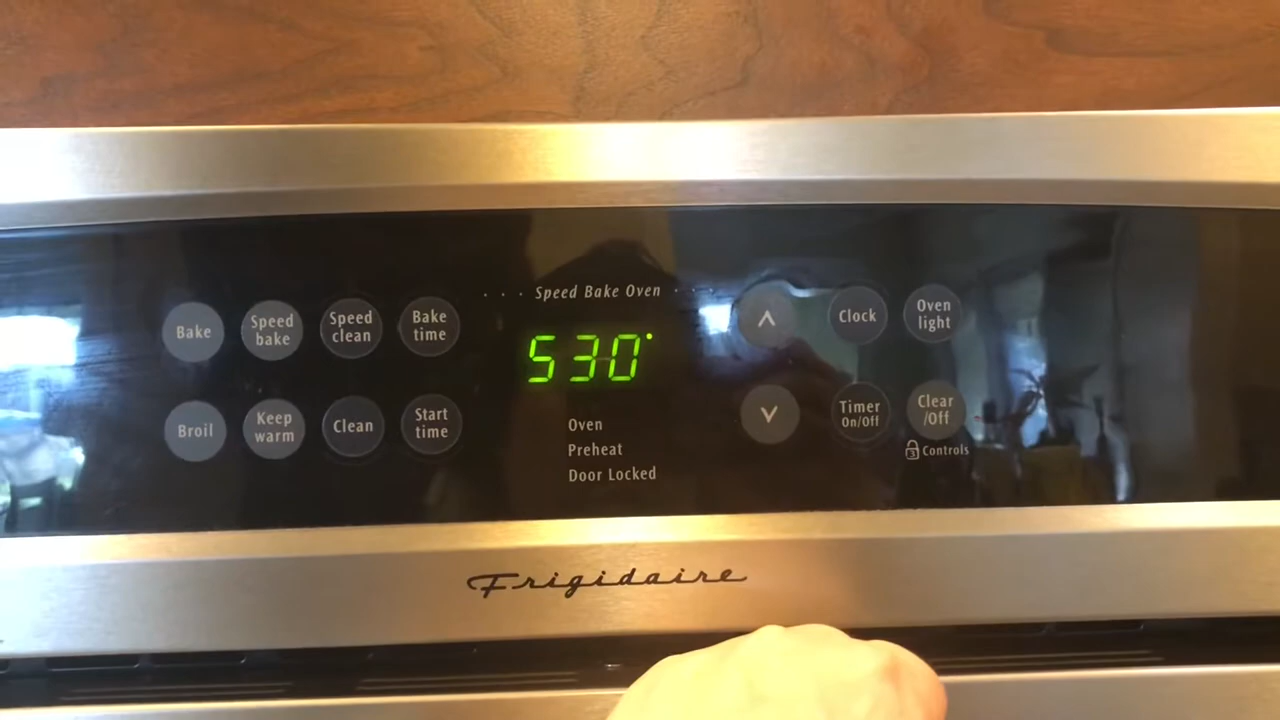 Speed Bake Oven
530°
Oven
Preheat
Door Locked
Bake
Speed
bake
Speed
clean
Bake
time
Broil
Keep
warm
Clean
Start
time
Clock
Oven
light
Timer
On/Off
Clear
/Off
Controls
Frigidaire